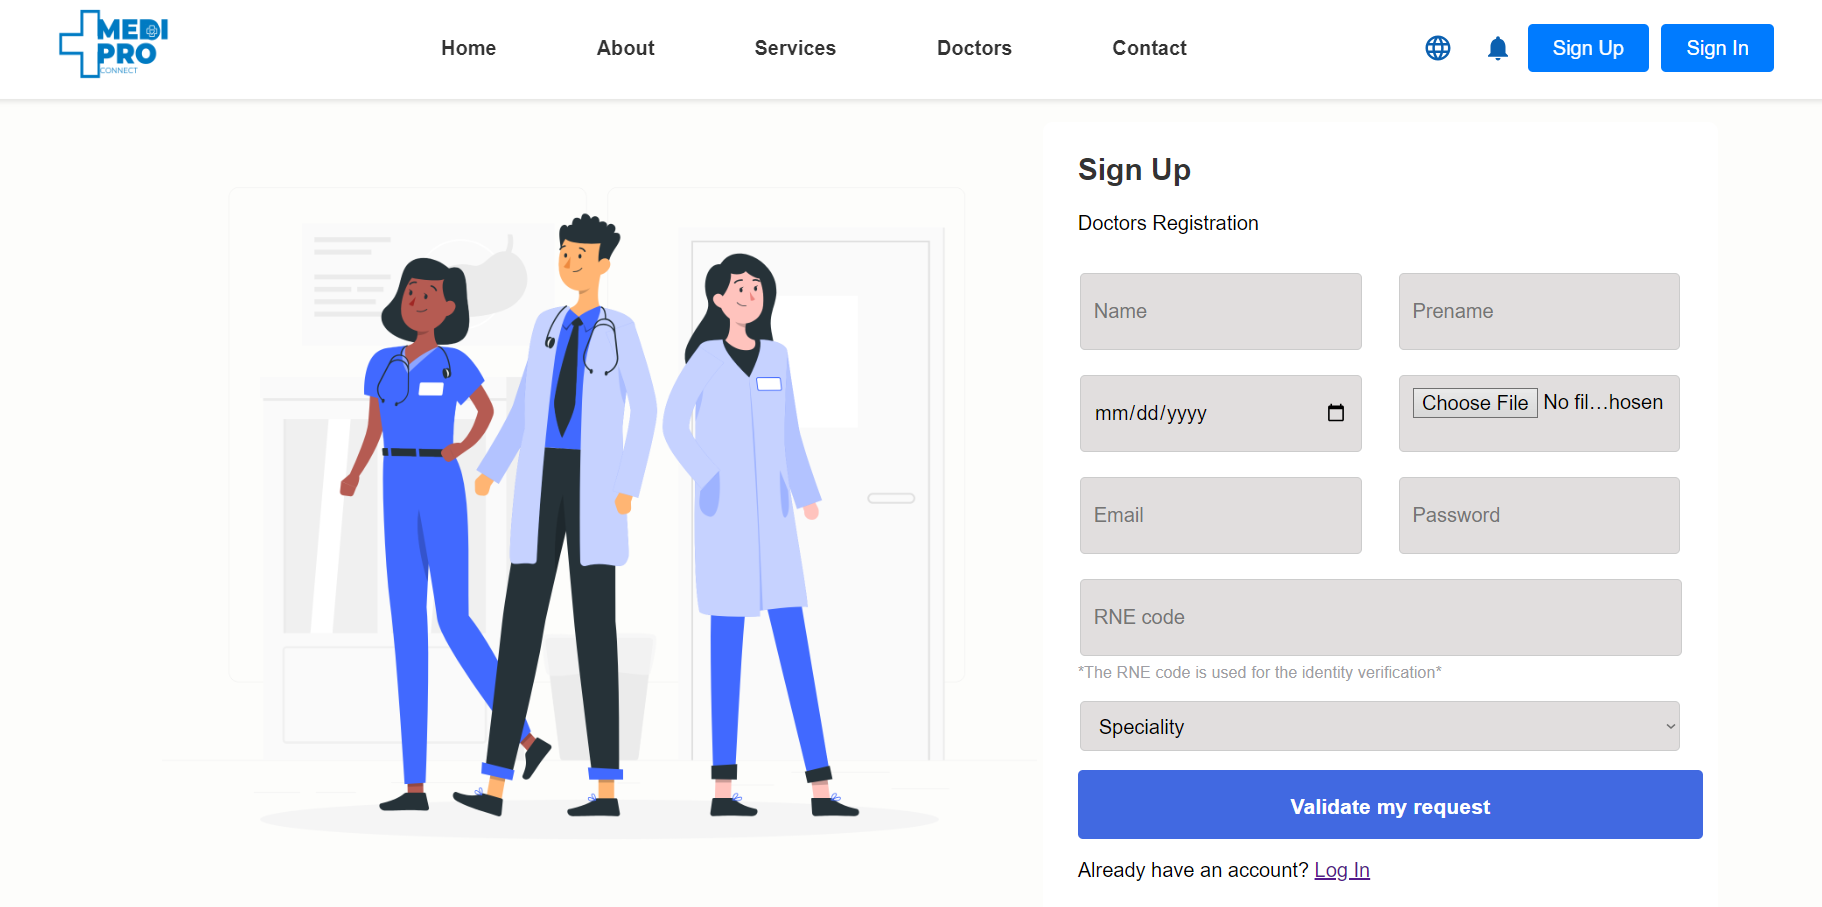 MEDI
PRO
CONNECT
Home About Services Doctors Contact Sign Up Sign In
Sign Up
Doctors Registration
Name Prename
mm/dd/yyyy Choose File No fil...hosen
Email Password
RNE code
*The RNE code is used for the identity verification*
Speciality
Validate my request
Already have an account? Log In